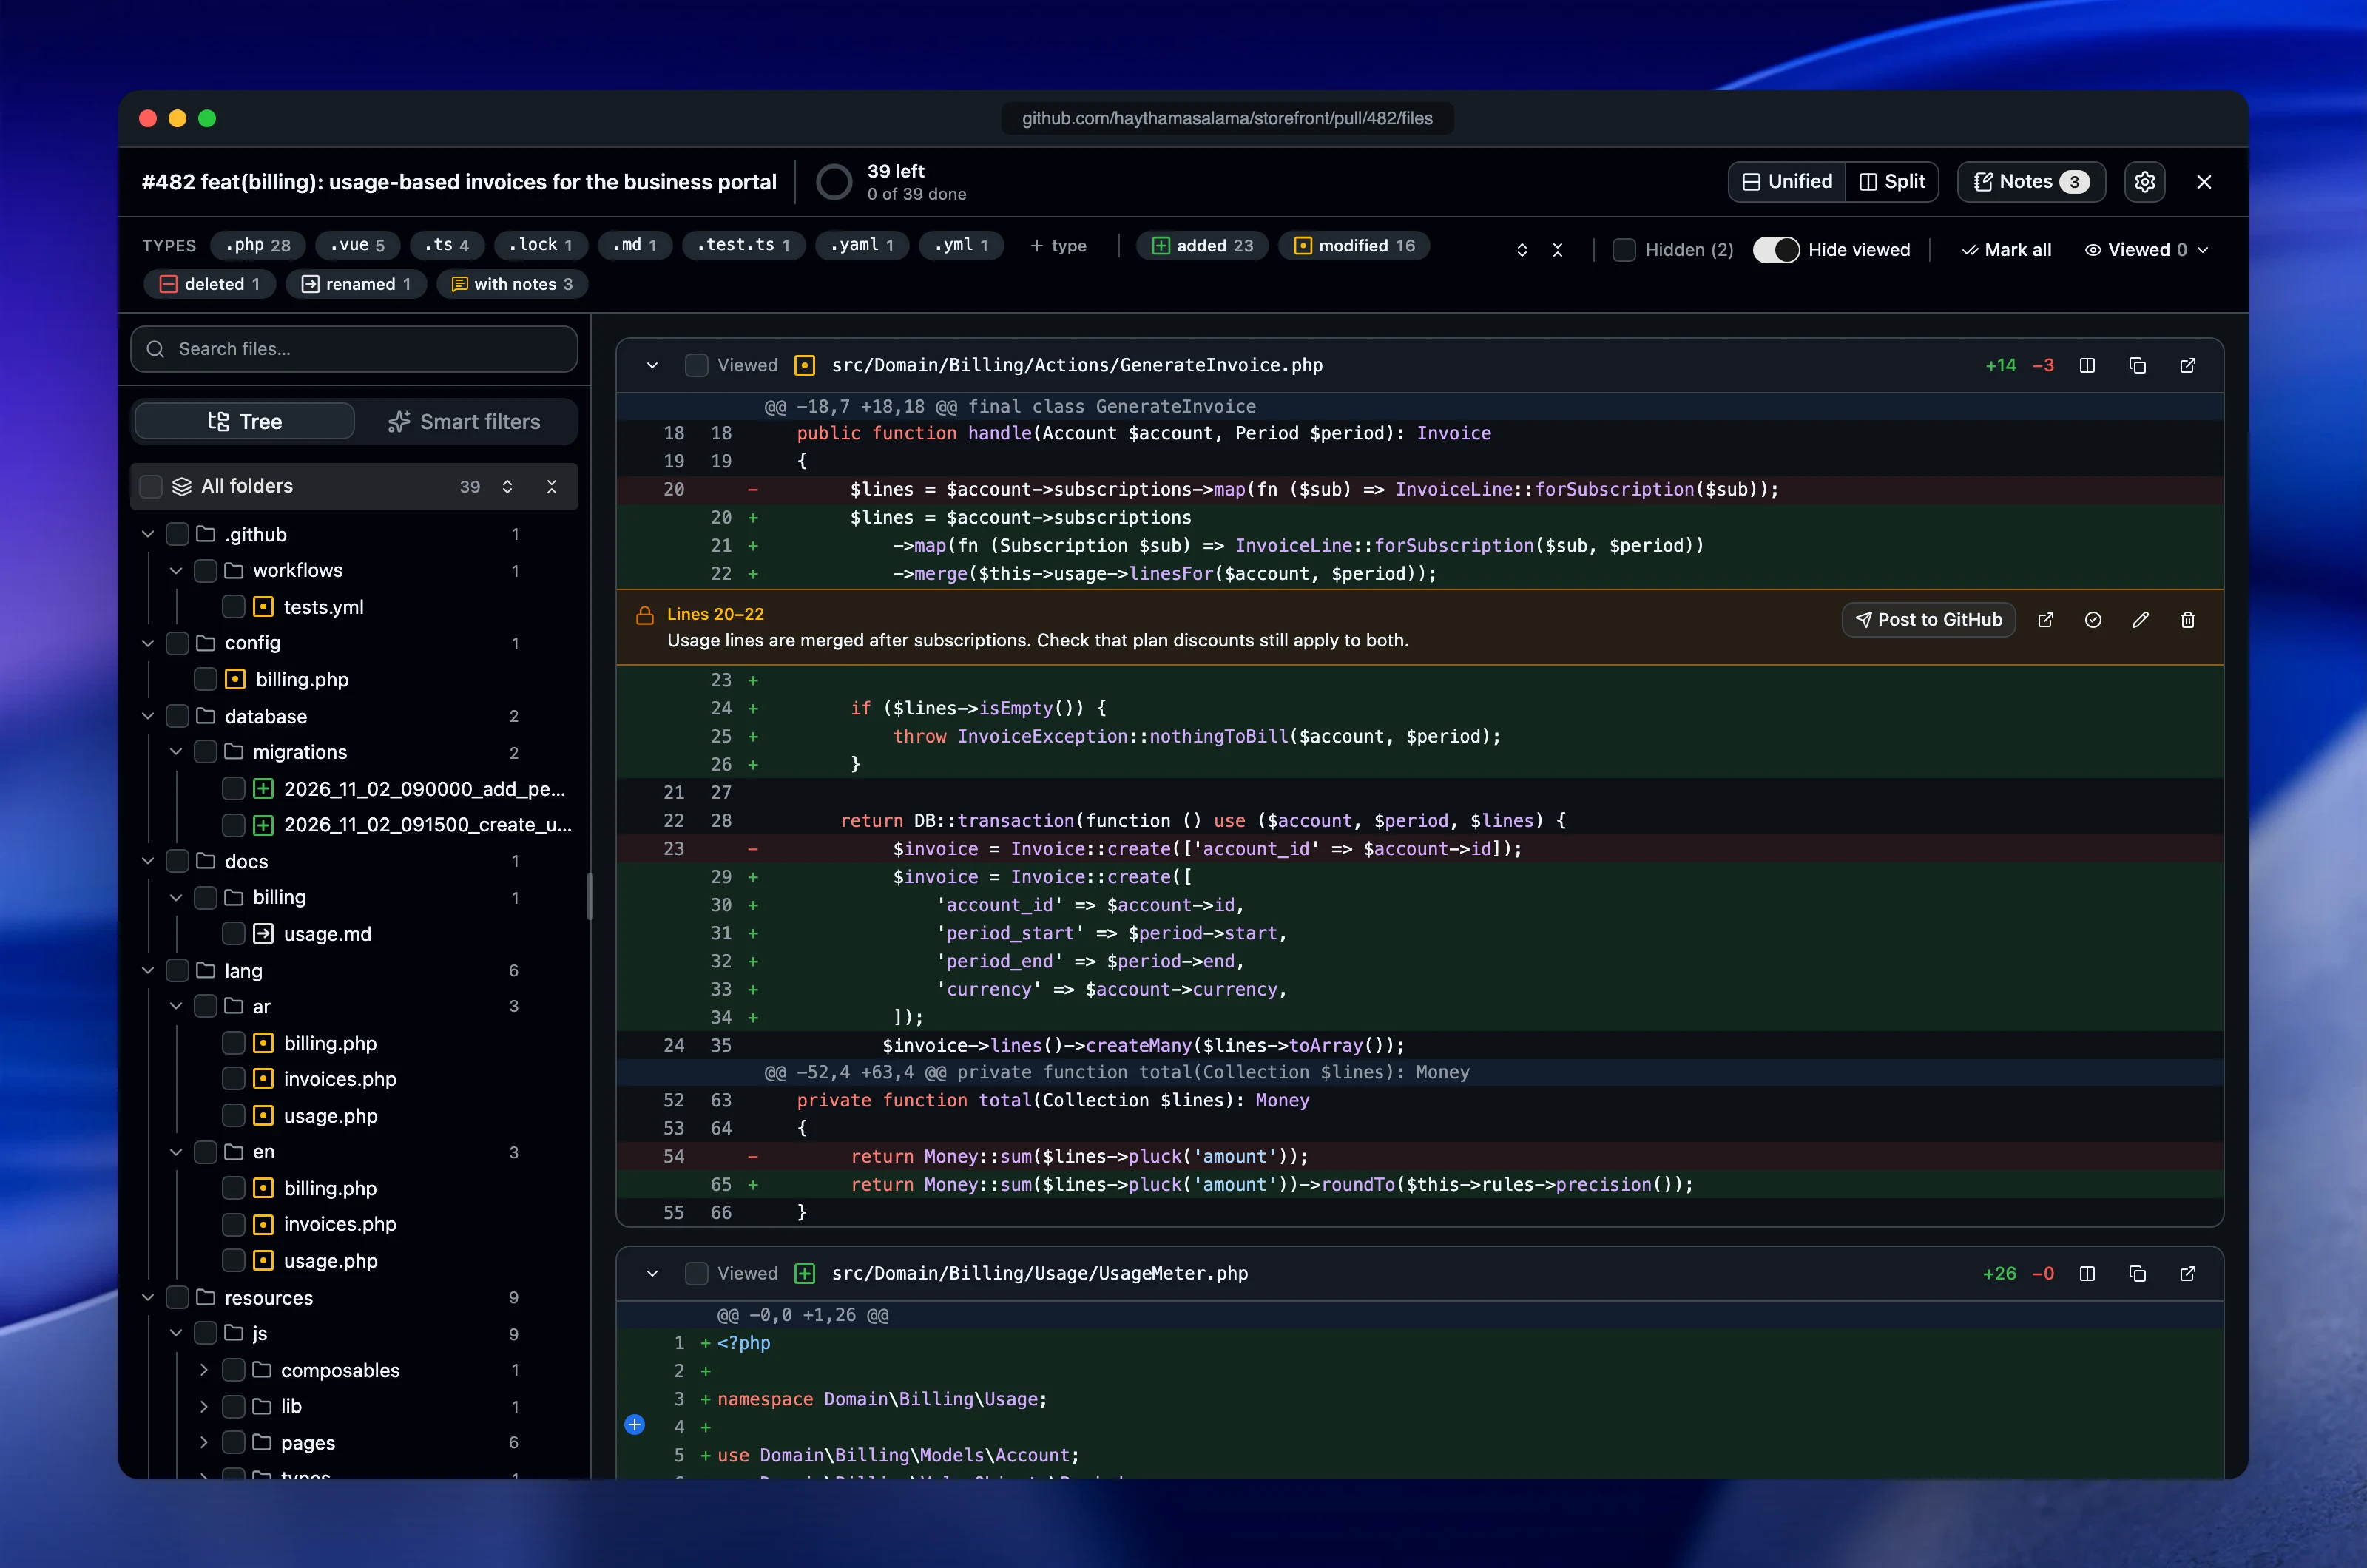 github.com/haythamasalama/storefront/pull/482/files
#482 feat(billing): usage-based invoices for the business portal
39 left
0 of 39 done
Unified
Split
Notes 3
TYPES .php 28 .vue 5 .ts 4 .lock 1 .md 1 .test.ts 1 .yaml 1 .yml 1 + type added 23 modified 16
deleted 1 renamed 1 with notes 3
Hidden (2) Hide viewed Mark all Viewed 0
Search files...
Tree Smart filters
All folders 39
.github 1
workflows 1
tests.yml
config 1
billing.php
database 2
migrations 2
2026_11_02_090000_add_pe...
2026_11_02_091500_create_u...
docs 1
billing 1
usage.md
lang 6
ar 3
billing.php
invoices.php
usage.php
en 3
billing.php
invoices.php
usage.php
resources 9
js 9
composables 1
lib 1
pages 6
types 1
Viewed src/Domain/Billing/Actions/GenerateInvoice.php +14 −3
@@ −18,7 +18,18 @@ final class GenerateInvoice
18 18 public function handle(Account $account, Period $period): Invoice
19 19 {
20 − $lines = $account->subscriptions->map(fn ($sub) => InvoiceLine::forSubscription($sub));
20 + $lines = $account->subscriptions
21 + ->map(fn (Subscription $sub) => InvoiceLine::forSubscription($sub, $period))
22 + ->merge($this->usage->linesFor($account, $period));
Lines 20–22
Usage lines are merged after subscriptions. Check that plan discounts still apply to both.
Post to GitHub
23 +
24 + if ($lines->isEmpty()) {
25 + throw InvoiceException::nothingToBill($account, $period);
26 + }
21 27
22 28 return DB::transaction(function () use ($account, $period, $lines) {
23 − $invoice = Invoice::create(['account_id' => $account->id]);
29 + $invoice = Invoice::create([
30 + 'account_id' => $account->id,
31 + 'period_start' => $period->start,
32 + 'period_end' => $period->end,
33 + 'currency' => $account->currency,
34 + ]);
24 35 $invoice->lines()->createMany($lines->toArray());
@@ −52,4 +63,4 @@ private function total(Collection $lines): Money
52 63 private function total(Collection $lines): Money
53 64 {
54 − return Money::sum($lines->pluck('amount'));
65 + return Money::sum($lines->pluck('amount'))->roundTo($this->rules->precision());
55 66 }
Viewed src/Domain/Billing/Usage/UsageMeter.php +26 −0
@@ −0,0 +1,26 @@
1 + <?php
2 +
3 + namespace Domain\Billing\Usage;
4 +
5 + use Domain\Billing\Models\Account;